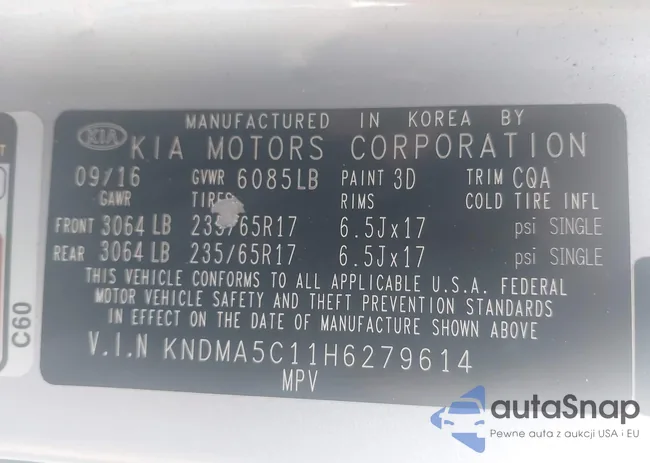 MANUFACTURED IN KOREA BY
KIA KIA MOTORS CORPORATION
09/16 GVWR 6085LB PAINT 3D TRIM CQA
GAWR TIRES RIMS COLD TIRE INFL
FRONT 3064 LB 235/65R17 6.5Jx17 psi SINGLE
REAR 3064 LB 235/65R17 6.5Jx17 psi SINGLE
THIS VEHICLE CONFORMS TO ALL APPLICABLE U.S.A. FEDERAL
MOTOR VEHICLE SAFETY AND THEFT PREVENTION STANDARDS
IN EFFECT ON THE DATE OF MANUFACTURE SHOWN ABOVE
V.I.N KNDMA5C11H6279614
MPV
C60
autaSnap
Pewne auta z aukcji USA i EU